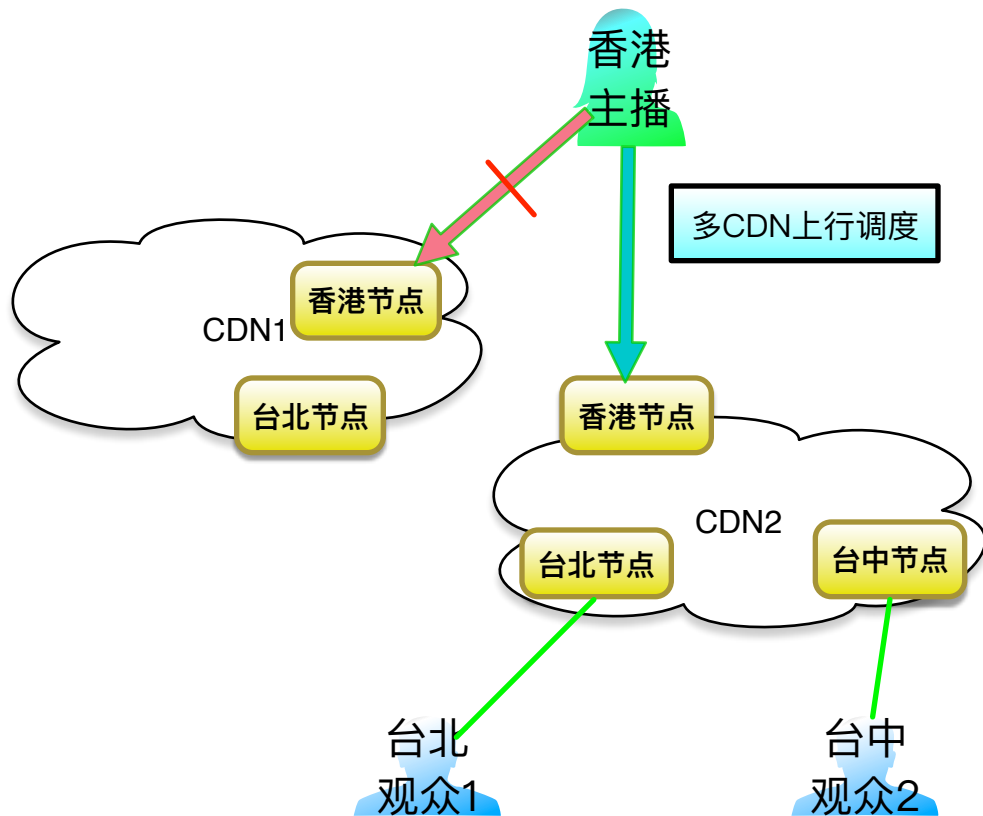 香港
主播
多CDN上行调度
香港节点
CDN1
台北节点
香港节点
CDN2
台北节点
台中节点
台北
观众1
台中
观众2